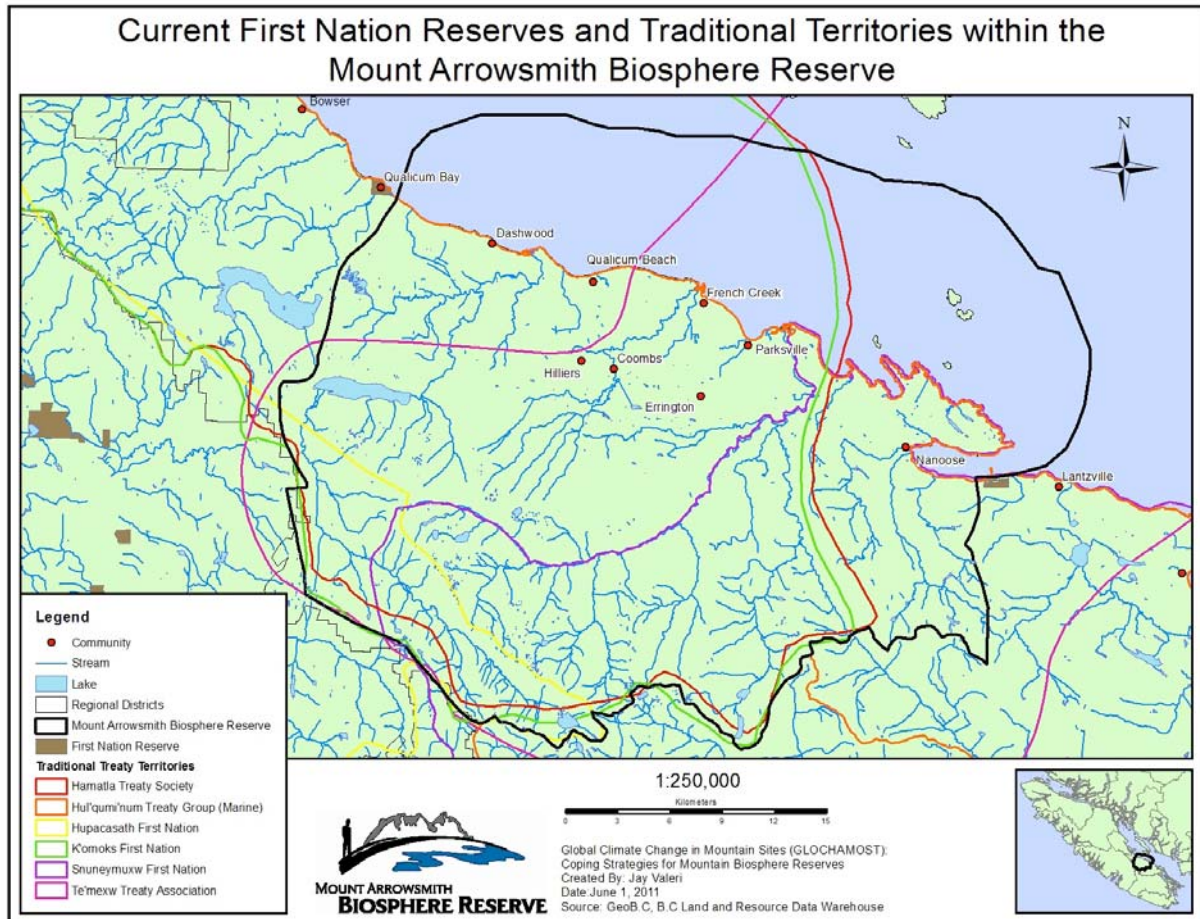 Current First Nation Reserves and Traditional Territories within the
Mount Arrowsmith Biosphere Reserve
Bowser
N
Qualicum Bay
Dashwood
Qualicum Beach
French Creek
Parksville
Hilliers
Coombs
Errington
Nanoose
Lantzville
Legend
Community
Stream
Lake
Regional Districts
Mount Arrowsmith Biosphere Reserve
First Nation Reserve
Traditional Treaty Territories
Hamatla Treaty Society
Hul'qumi'num Treaty Group (Marine)
Hupacasath First Nation
K'omoks First Nation
Snuneymuxw First Nation
Te'mexw Treaty Association
MOUNT ARROWSMITH
BIOSPHERE RESERVE
1:250,000
Kilometers
0 3 6 9 12 15
Global Climate Change in Mountain Sites (GLOCHAMOST):
Coping Strategies for Mountain Biosphere Reserves
Created By: Jay Valeri
Date: June 1, 2011
Source: GeoB.C, B.C Land and Resource Data Warehouse